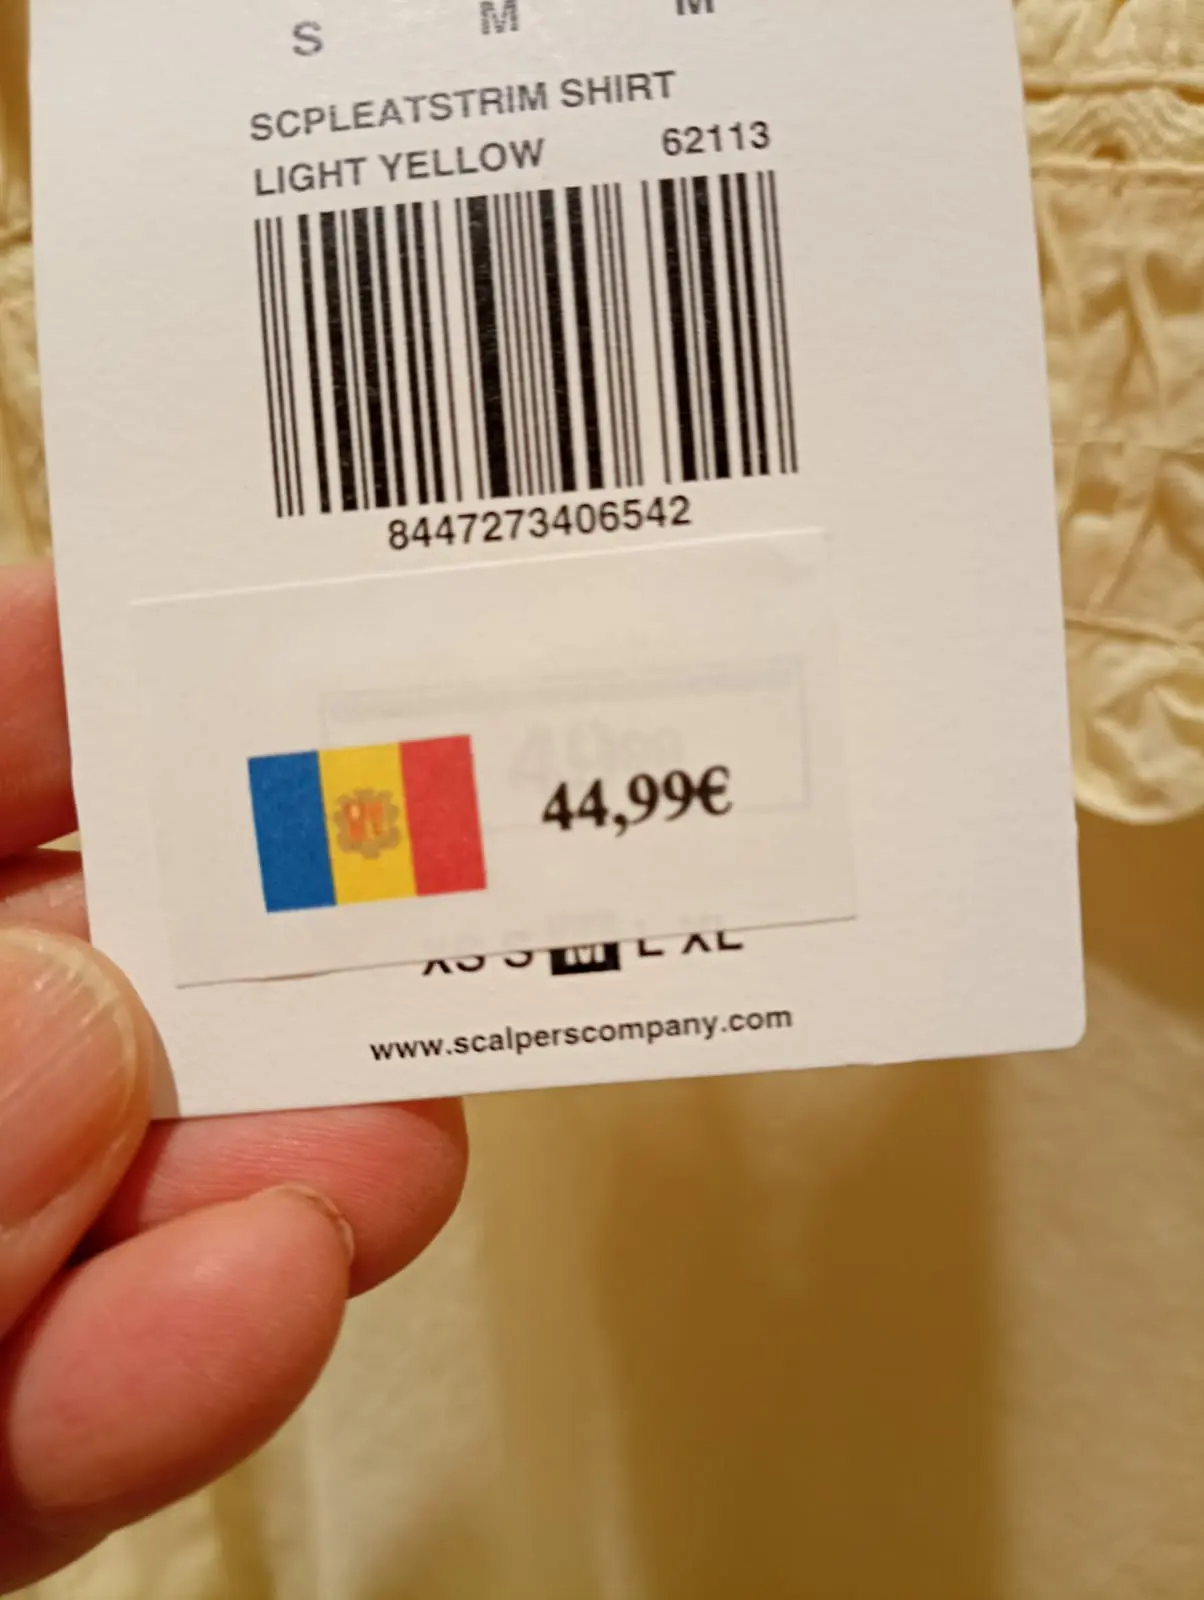 S M M
SCPLEATSTRIM SHIRT
LIGHT YELLOW 62113
8447273406542
44,99€
XS S M L XL
www.scalperscompany.com